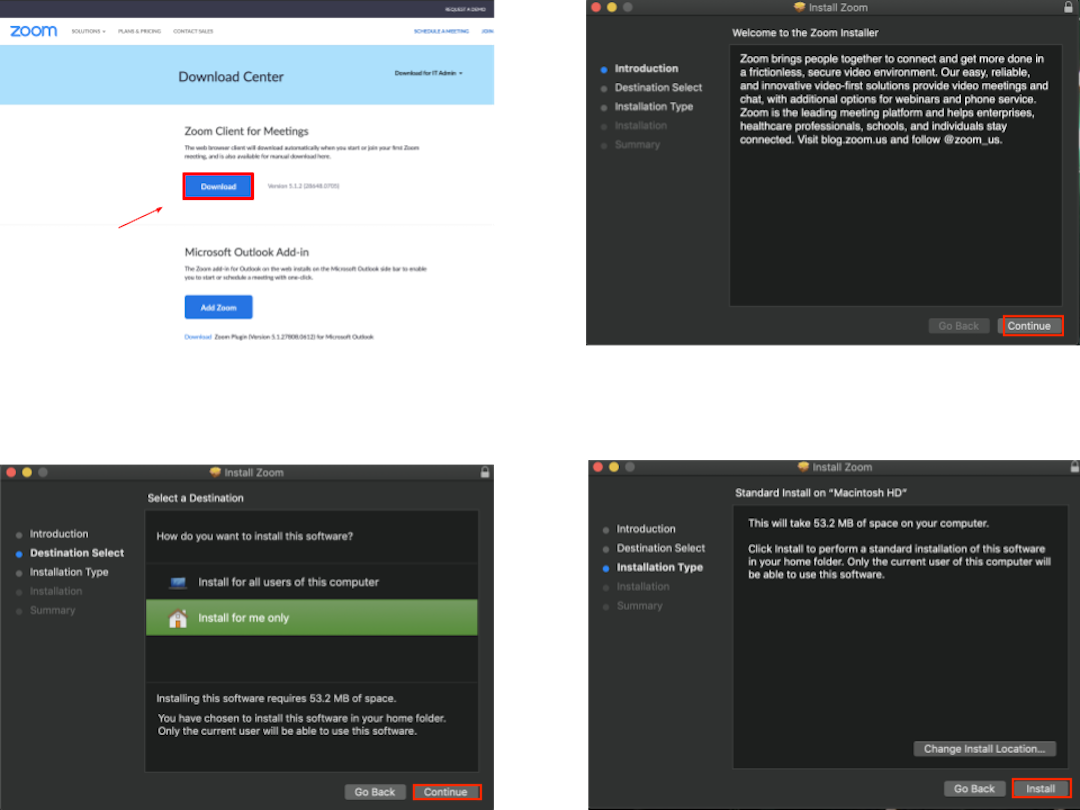 REQUEST A DEMO
zoom
SOLUTIONS
PLANS & PRICING
CONTACT SALES
SCHEDULE A MEETING
JOIN
Download Center
Download for IT Admin
Zoom Client for Meetings
The web browser client will download automatically when you start or join your first Zoom
meeting, and is also available for manual download here.
Download
Version 5.1.2 (28648.0705)
Microsoft Outlook Add-in
The Zoom add-in for Outlook on the web installs on the Microsoft Outlook side bar to enable
you to start or schedule a meeting with one-click.
Add Zoom
Download Zoom Plugin (Version 5.1.27808.0612) for Microsoft Outlook
Install Zoom
Welcome to the Zoom Installer
Introduction
Destination Select
Installation Type
Installation
Summary
Zoom brings people together to connect and get more done in
a frictionless, secure video environment. Our easy, reliable,
and innovative video-first solutions provide video meetings and
chat, with additional options for webinars and phone service.
Zoom is the leading meeting platform and helps enterprises,
healthcare professionals, schools, and individuals stay
connected. Visit blog.zoom.us and follow @zoom_us.
Go Back
Continue
Install Zoom
Select a Destination
Introduction
Destination Select
Installation Type
Installation
Summary
How do you want to install this software?
Install for all users of this computer
Install for me only
Installing this software requires 53.2 MB of space.
You have chosen to install this software in your home folder.
Only the current user will be able to use this software.
Go Back
Continue
Install Zoom
Standard Install on “Macintosh HD”
Introduction
Destination Select
Installation Type
Installation
Summary
This will take 53.2 MB of space on your computer.
Click Install to perform a standard installation of this software
in your home folder. Only the current user of this computer will
be able to use this software.
Change Install Location...
Go Back
Install